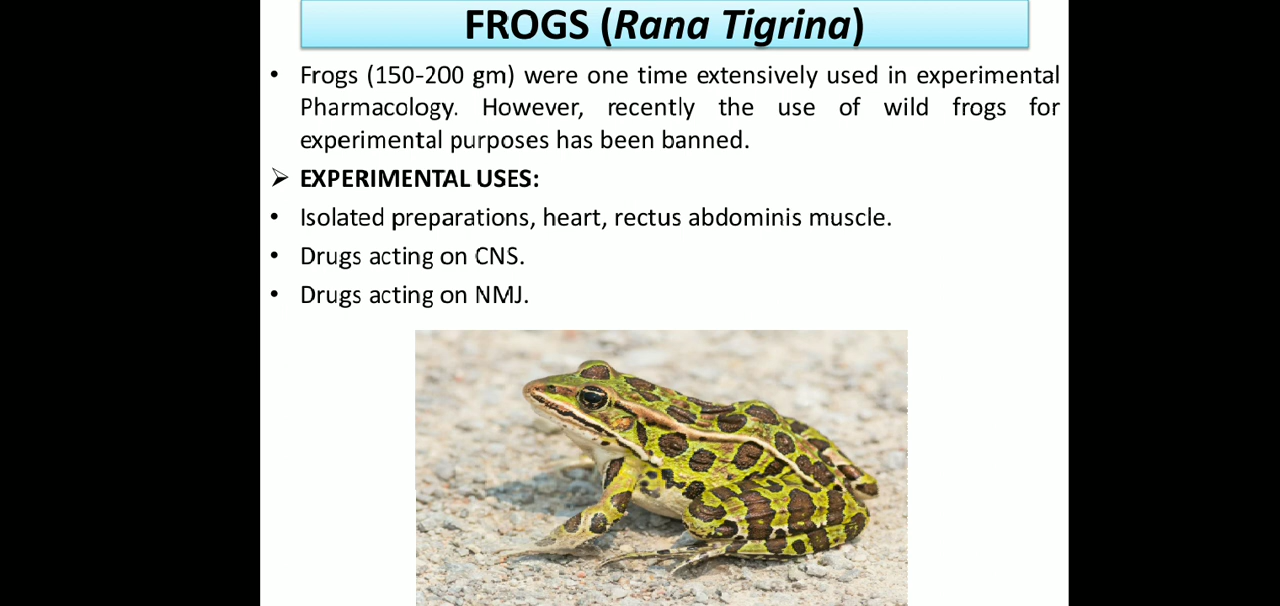 FROGS (Rana Tigrina)
• Frogs (150-200 gm) were one time extensively used in experimental
Pharmacology. However, recently the use of wild frogs for
experimental purposes has been banned.
➢ EXPERIMENTAL USES:
• Isolated preparations, heart, rectus abdominis muscle.
• Drugs acting on CNS.
• Drugs acting on NMJ.